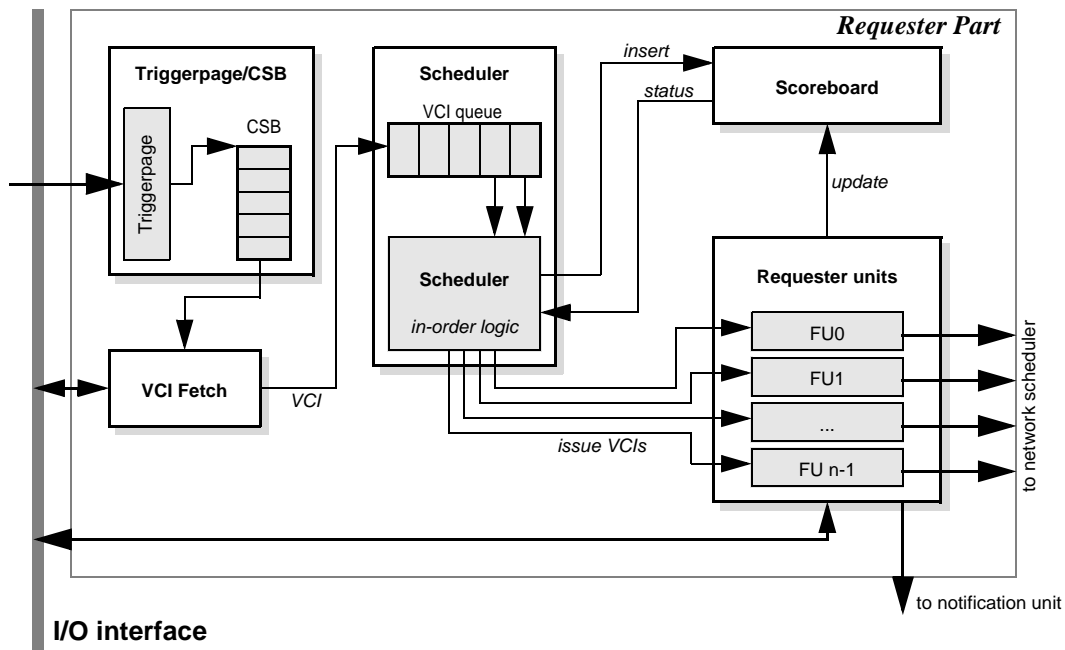 Requester Part
Triggerpage/CSB
Scheduler
insert
Scoreboard
status
VCI queue
CSB
Triggerpage
update
Scheduler
in-order logic
Requester units
FU0
FU1
...
FU n-1
VCI Fetch
VCI
issue VCIs
to network scheduler
to notification unit
I/O interface